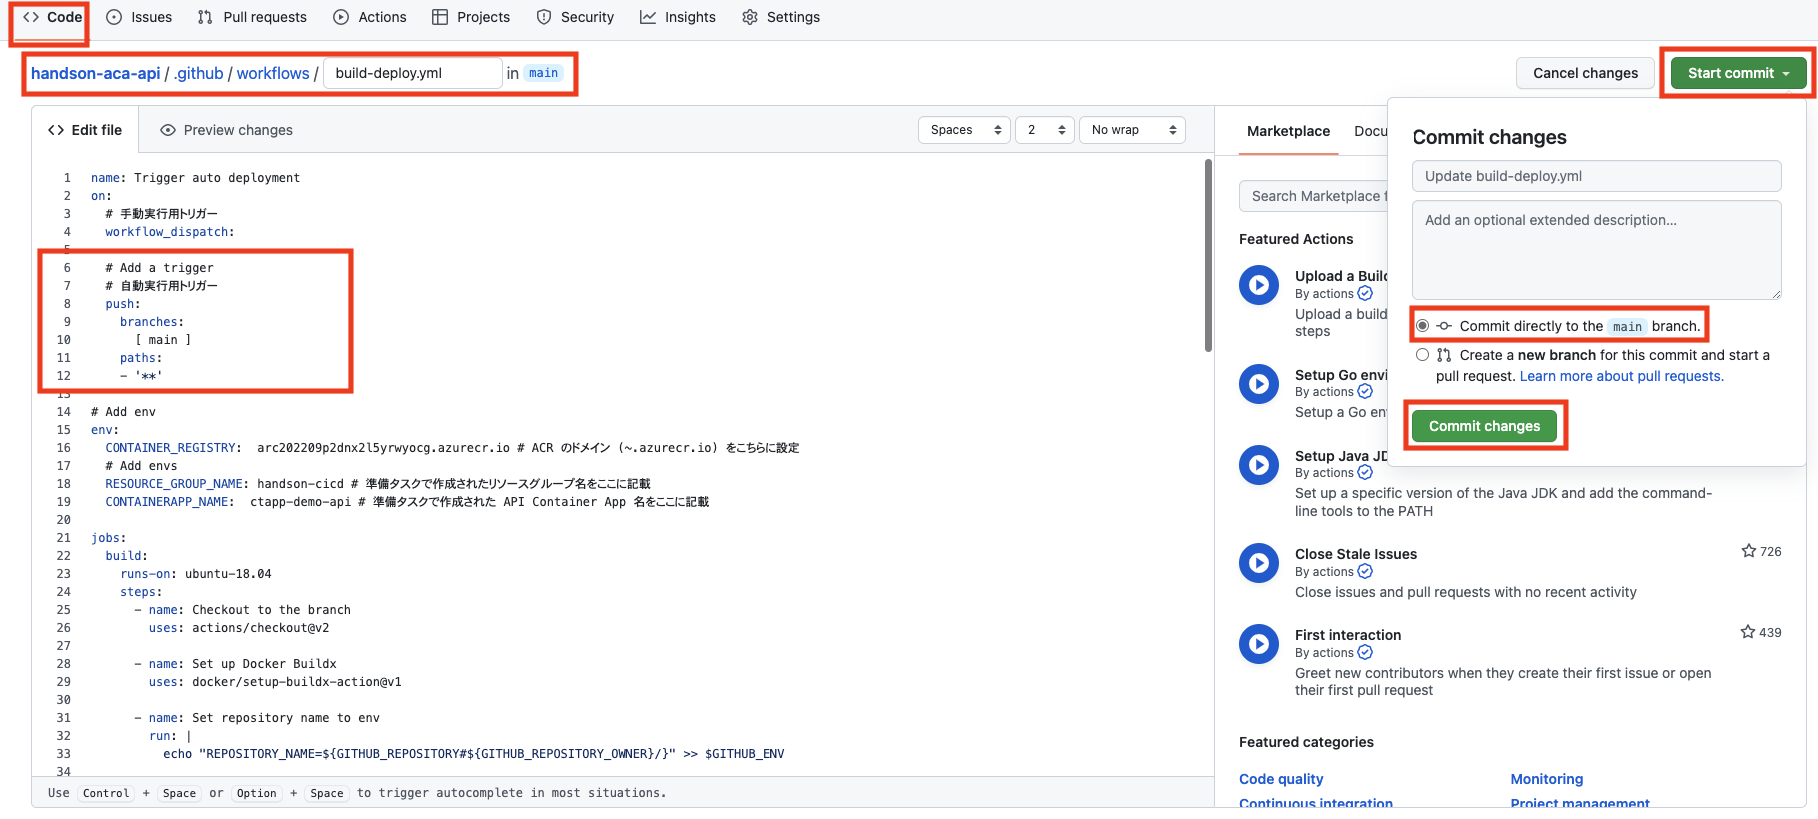 Code Issues Pull requests Actions Projects Security Insights Settings
handson-aca-api / .github / workflows / build-deploy.yml in main
Cancel changes Start commit
Edit file Preview changes
Spaces 2 No wrap
1 name: Trigger auto deployment
2 on:
3 # 手動実行用トリガー
4 workflow_dispatch:
5
6 # Add a trigger
7 # 自動実行用トリガー
8 push:
9 branches:
10 [ main ]
11 paths:
12 - '**'
13
14 # Add env
15 env:
16 CONTAINER_REGISTRY: arc202209p2dnx2l5yrwyocg.azurecr.io # ACR のドメイン (~.azurecr.io) をこちらに設定
17 # Add envs
18 RESOURCE_GROUP_NAME: handson-cicd # 準備タスクで作成されたリソースグループ名をここに記載
19 CONTAINERAPP_NAME: ctapp-demo-api # 準備タスクで作成された API Container App 名をここに記載
20
21 jobs:
22 build:
23 runs-on: ubuntu-18.04
24 steps:
25 - name: Checkout to the branch
26 uses: actions/checkout@v2
27
28 - name: Set up Docker Buildx
29 uses: docker/setup-buildx-action@v1
30
31 - name: Set repository name to env
32 run: |
33 echo "REPOSITORY_NAME=${GITHUB_REPOSITORY#${GITHUB_REPOSITORY_OWNER}/}" >> $GITHUB_ENV
34
Use Control + Space or Option + Space to trigger autocomplete in most situations.
Marketplace Docu
Search Marketplace f
Featured Actions
Upload a Build
By actions
Upload a build
steps
Setup Go envi
By actions
Setup a Go en
Setup Java JD
By actions
Set up a specific version of the Java JDK and add the command-
line tools to the PATH
Close Stale Issues 726
By actions
Close issues and pull requests with no recent activity
First interaction 439
By actions
Greet new contributors when they create their first issue or open
their first pull request
Featured categories
Code quality Monitoring
Continuous integration Project management
Commit changes
Update build-deploy.yml
Add an optional extended description...
Commit directly to the main branch.
Create a new branch for this commit and start a
pull request. Learn more about pull requests.
Commit changes